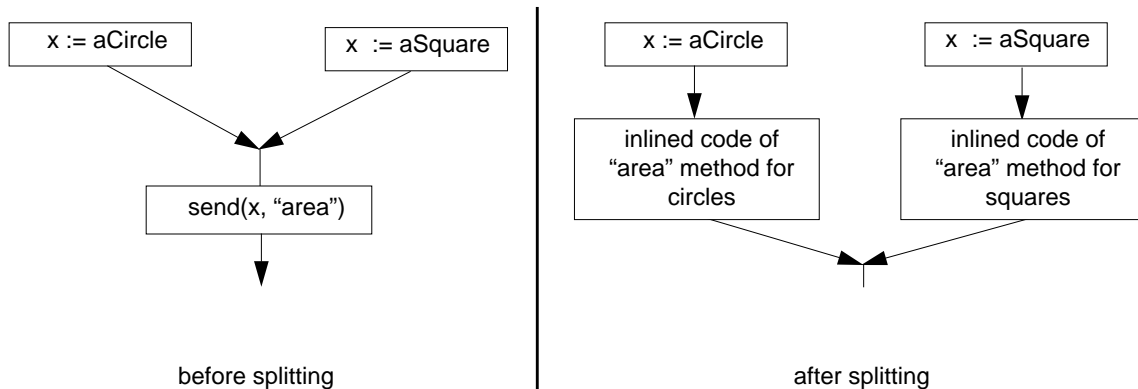 x := aCircle
x := aSquare
send(x, “area”)
before splitting
x := aCircle
x := aSquare
inlined code of
“area” method for
circles
inlined code of
“area” method for
squares
after splitting